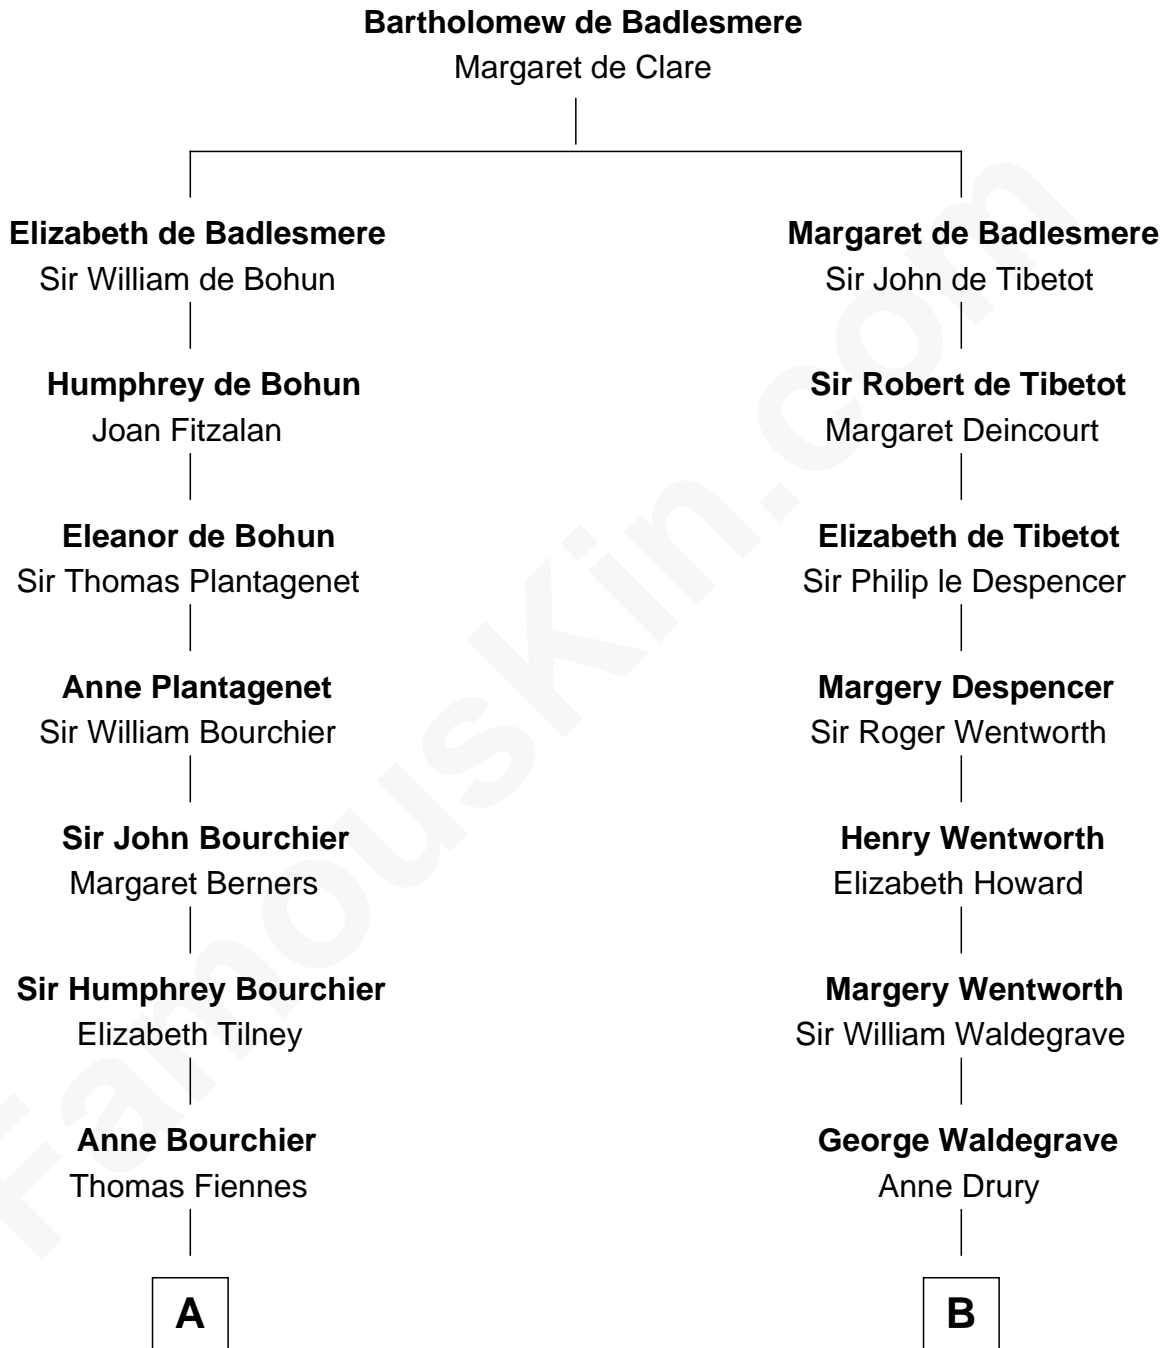 Bartholomew de Badlesmere
Margaret de Clare
Elizabeth de Badlesmere
Sir William de Bohun
Margaret de Badlesmere
Sir John de Tibetot
Humphrey de Bohun
Joan Fitzalan
Sir Robert de Tibetot
Margaret Deincourt
Eleanor de Bohun
Sir Thomas Plantagenet
Elizabeth de Tibetot
Sir Philip le Despencer
Anne Plantagenet
Sir William Bourchier
Margery Despencer
Sir Roger Wentworth
Sir John Bourchier
Margaret Berners
Henry Wentworth
Elizabeth Howard
Sir Humphrey Bourchier
Elizabeth Tilney
Margery Wentworth
Sir William Waldegrave
Anne Bourchier
Thomas Fiennes
George Waldegrave
Anne Drury
A
B
FamousKin.com